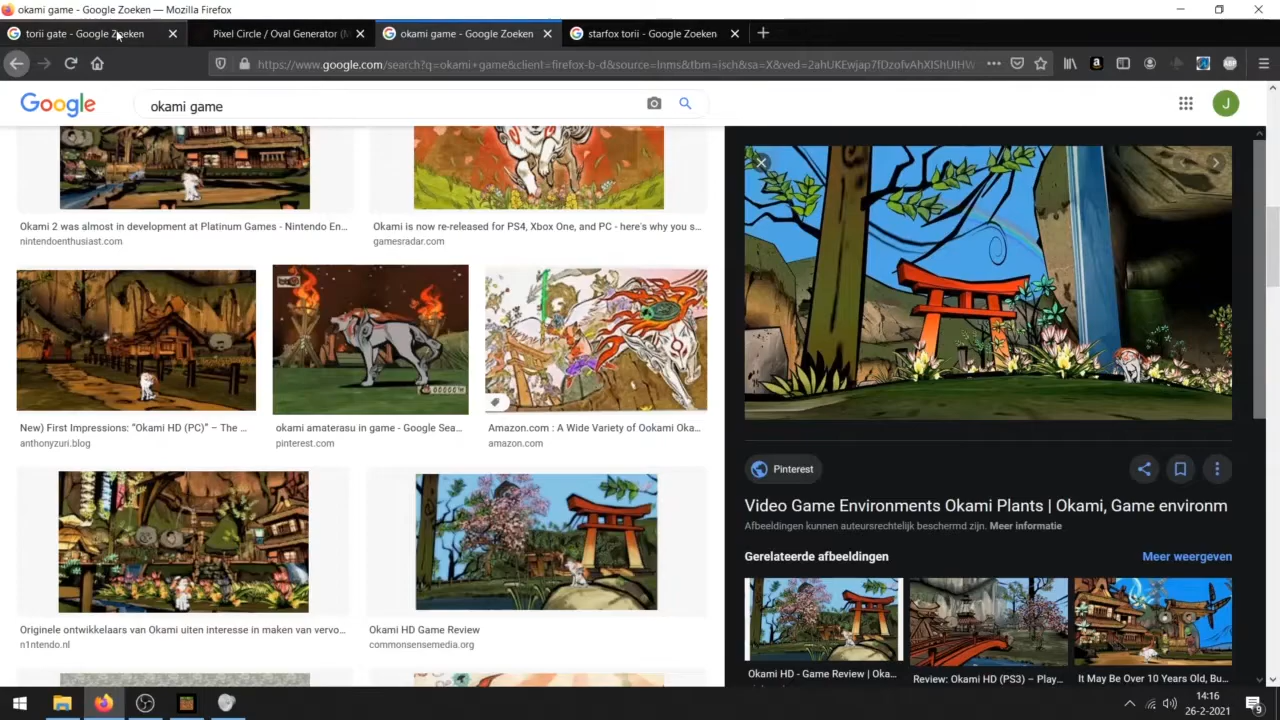 okami game - Google Zoeken — Mozilla Firefox
torii gate - Google Zoeken
Pixel Circle / Oval Generator (M
okami game - Google Zoeken
starfox torii - Google Zoeken
https://www.google.com/search?q=okami+game&client=firefox-b-d&source=lnms&tbm=isch&sa=X&ved=2ahUKEwjap7fDzofvAhXIShUIHW
Google
okami game
J
Okami 2 was almost in development at Platinum Games - Nintendo En...
nintendoenthusiast.com
Okami is now re-released for PS4, Xbox One, and PC - here's why you s...
gamesradar.com
New) First Impressions: “Okami HD (PC)” – The ...
anthonyzuri.blog
okami amaterasu in game - Google Sea...
pinterest.com
Amazon.com : A Wide Variety of Ookami Oka...
amazon.com
Originele ontwikkelaars van Okami uiten interesse in maken van vervo...
n1ntendo.nl
Okami HD Game Review
commonsensemedia.org
Pinterest
Video Game Environments Okami Plants | Okami, Game environm
Afbeeldingen kunnen auteursrechtelijk beschermd zijn. Meer informatie
Gerelateerde afbeeldingen
Meer weergeven
Okami HD - Game Review | Oka...
Review: Okami HD (PS3) – Play...
It May Be Over 10 Years Old, Bu...
14:16
26-2-2021
9